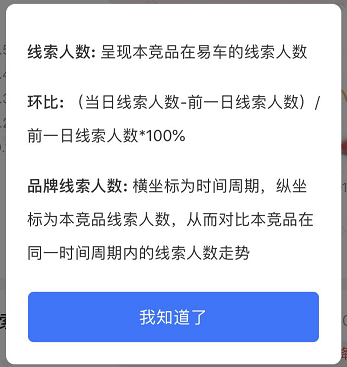 线索人数: 呈现本竞品在易车的线索人数
环比: （当日线索人数-前一日线索人数）/
前一日线索人数*100%
品牌线索人数: 横坐标为时间周期，纵坐
标为本竞品线索人数，从而对比本竞品在
同一时间周期内的线索人数走势
我知道了